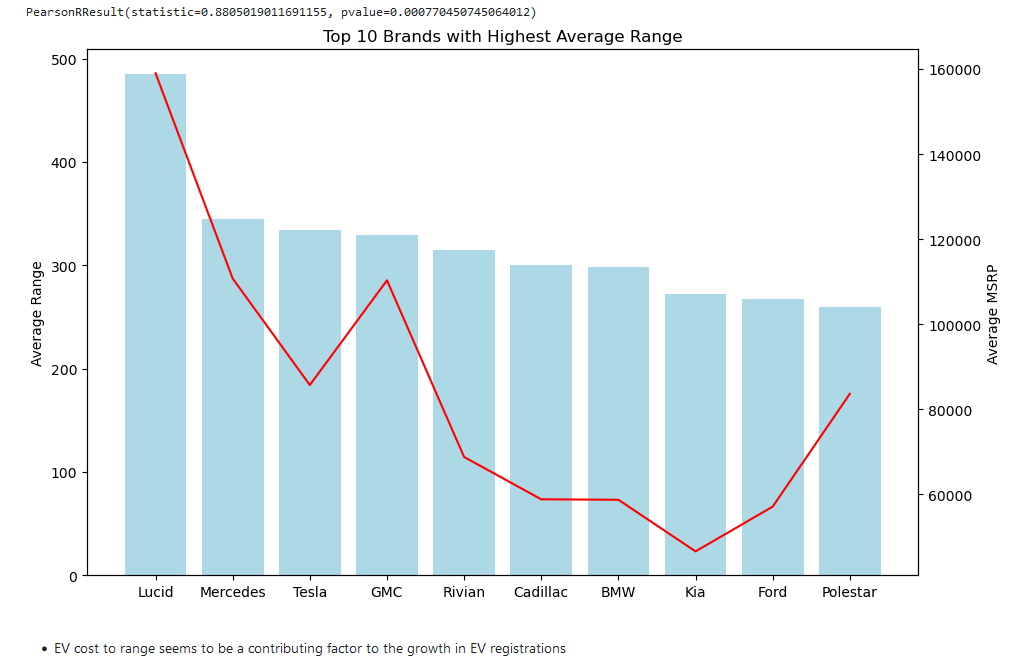 PearsonRResult(statistic=0.8805019011691155, pvalue=0.000770450745064012)
Top 10 Brands with Highest Average Range
500
400
300
200
100
0
Average Range
160000
140000
120000
100000
80000
60000
Average MSRP
Lucid Mercedes Tesla GMC Rivian Cadillac BMW Kia Ford Polestar
• EV cost to range seems to be a contributing factor to the growth in EV registrations